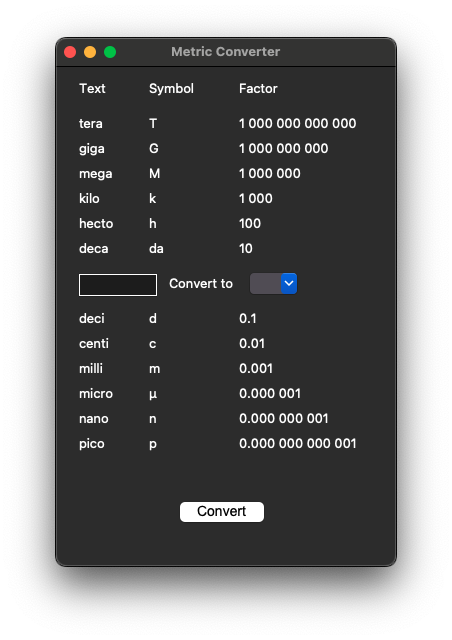 Metric Converter
Text Symbol Factor
tera T 1 000 000 000 000
giga G 1 000 000 000
mega M 1 000 000
kilo k 1 000
hecto h 100
deca da 10
Convert to
deci d 0.1
centi c 0.01
milli m 0.001
micro μ 0.000 001
nano n 0.000 000 001
pico p 0.000 000 000 001
Convert